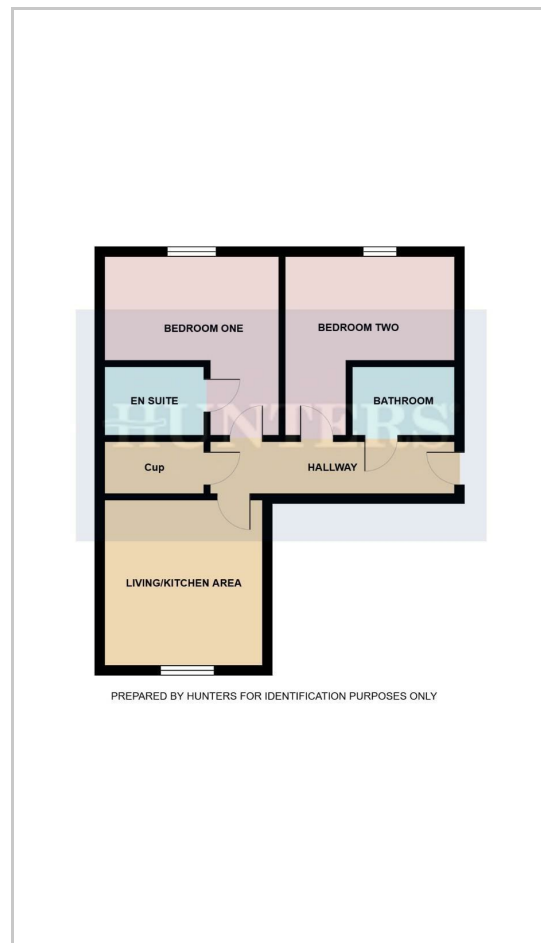 BEDROOM ONE
BEDROOM TWO
EN SUITE
BATHROOM
HUNTERS
Cup
HALLWAY
LIVING/KITCHEN AREA
PREPARED BY HUNTERS FOR IDENTIFICATION PURPOSES ONLY